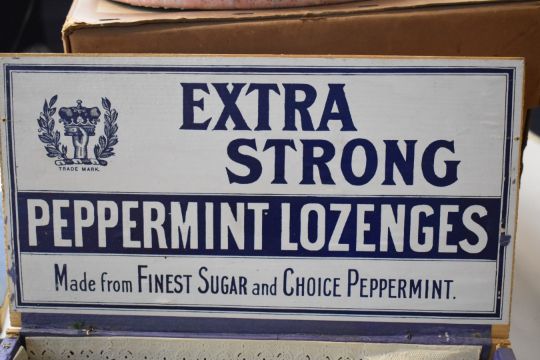 EXTRA
STRONG
TRADE MARK.
PEPPERMINT LOZENGES
Made from FINEST SUGAR and CHOICE PEPPERMINT.